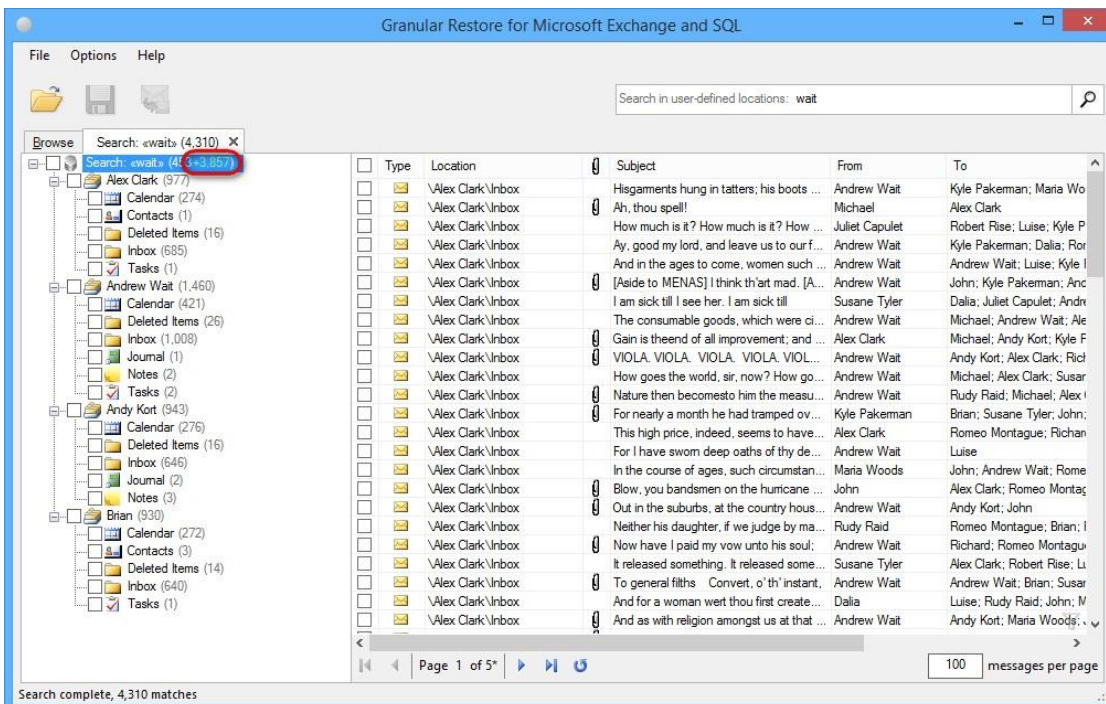 Granular Restore for Microsoft Exchange and SQL
File Options Help
Search in user-defined locations: wait
Browse Search: «wait» (4,310)
Search: «wait» (453+3,857)
Alex Clark (977)
Calendar (274)
Contacts (1)
Deleted Items (16)
Inbox (685)
Tasks (1)
Andrew Wait (1,460)
Calendar (421)
Deleted Items (26)
Inbox (1,008)
Journal (1)
Notes (2)
Tasks (2)
Andy Kort (943)
Calendar (276)
Deleted Items (16)
Inbox (646)
Journal (2)
Notes (3)
Brian (930)
Calendar (272)
Contacts (3)
Deleted Items (14)
Inbox (640)
Tasks (1)
Type Location Subject From To
\Alex Clark\Inbox Hisgarments hung in tatters; his boots ... Andrew Wait Kyle Pakerman; Maria Wo
\Alex Clark\Inbox Ah, thou spell! Michael Alex Clark
\Alex Clark\Inbox How much is it? How much is it? How ... Juliet Capulet Robert Rise; Luise; Kyle P
\Alex Clark\Inbox Ay, good my lord, and leave us to our f... Andrew Wait Kyle Pakerman; Dalia; Ror
\Alex Clark\Inbox And in the ages to come, women such ... Andrew Wait Andrew Wait; Luise; Kyle
\Alex Clark\Inbox [Aside to MENAS] I think th'art mad. [A... Andrew Wait John; Kyle Pakerman; Anc
\Alex Clark\Inbox I am sick till I see her. I am sick till Susane Tyler Dalia; Juliet Capulet; Andre
\Alex Clark\Inbox The consumable goods, which were ci... Andrew Wait Michael; Andrew Wait; Ale
\Alex Clark\Inbox Gain is theend of all improvement; and ... Alex Clark Michael; Andy Kort; Kyle P
\Alex Clark\Inbox VIOLA. VIOLA. VIOLA. VIOLA. VIOL... Andrew Wait Andy Kort; Alex Clark; Rich
\Alex Clark\Inbox How goes the world, sir, now? How go... Andrew Wait Michael; Alex Clark; Susar
\Alex Clark\Inbox Nature then becomesto him the measu... Andrew Wait Rudy Raid; Michael; Alex
\Alex Clark\Inbox For nearly a month he had tramped ov... Kyle Pakerman Brian; Susane Tyler; John;
\Alex Clark\Inbox This high price, indeed, seems to have... Alex Clark Romeo Montague; Richar
\Alex Clark\Inbox For I have sworn deep oaths of thy de... Andrew Wait Luise
\Alex Clark\Inbox In the course of ages, such circumstan... Maria Woods John; Andrew Wait; Rome
\Alex Clark\Inbox Blow, you bandsmen on the hurricane ... John Alex Clark; Romeo Montag
\Alex Clark\Inbox Out in the suburbs, at the country hous... Andrew Wait Andy Kort; John
\Alex Clark\Inbox Neither his daughter, if we judge by ma... Rudy Raid Romeo Montague; Brian;
\Alex Clark\Inbox Now have I paid my vow unto his soul; Andrew Wait Richard; Romeo Montagu
\Alex Clark\Inbox It released something. It released some... Susane Tyler Alex Clark; Robert Rise; Lu
\Alex Clark\Inbox To general filths Convert, o' th' instant, Andrew Wait Andrew Wait; Brian; Susar
\Alex Clark\Inbox And for a woman wert thou first create... Dalia Luise; Rudy Raid; John; M
\Alex Clark\Inbox And as with religion amongst us at that ... Andrew Wait Andy Kort; Maria Woods;
Page 1 of 5* 100 messages per page
Search complete, 4,310 matches